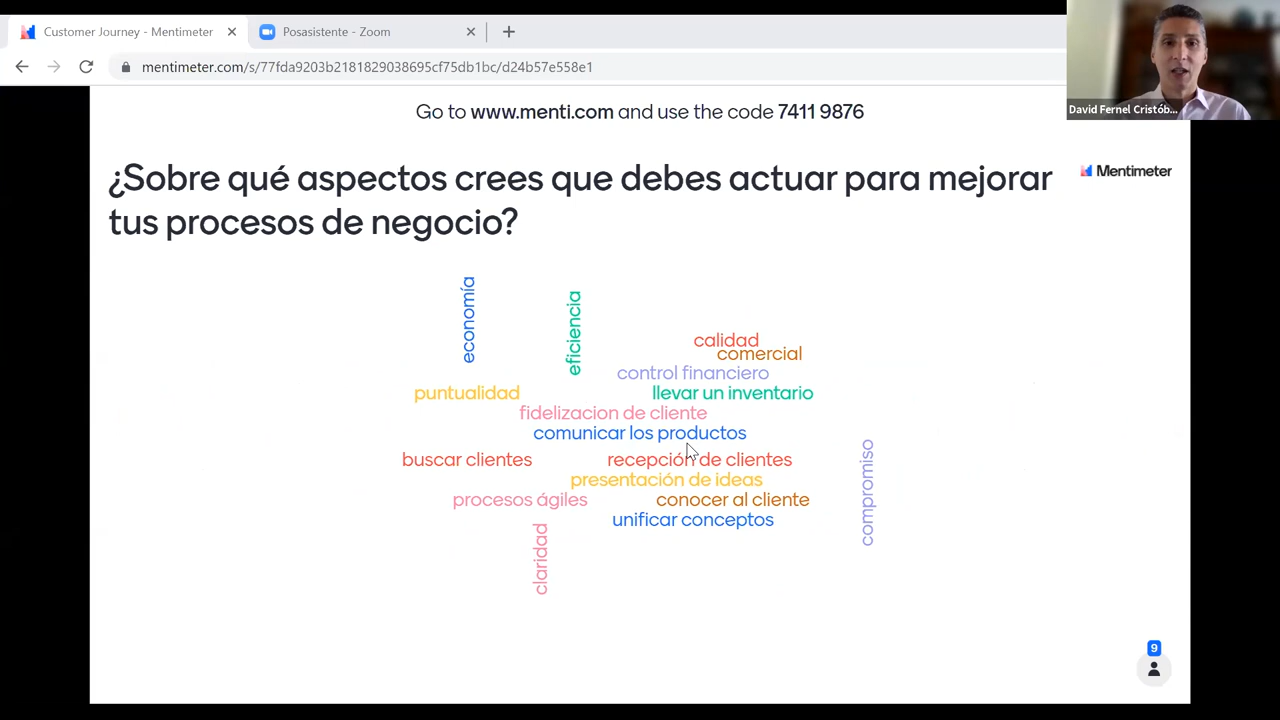 Customer Journey - Mentimeter
Posasistente - Zoom
mentimeter.com/s/77fda9203b2181829038695cf75db1bc/d24b57e558e1
David Fernel Cristób...
Go to www.menti.com and use the code 7411 9876
¿Sobre qué aspectos crees que debes actuar para mejorar
tus procesos de negocio?
Mentimeter
economía
eficiencia
calidad
comercial
control financiero
puntualidad
llevar un inventario
fidelizacion de cliente
comunicar los productos
buscar clientes
recepción de clientes
presentación de ideas
procesos ágiles
conocer al cliente
unificar conceptos
compromiso
claridad
9